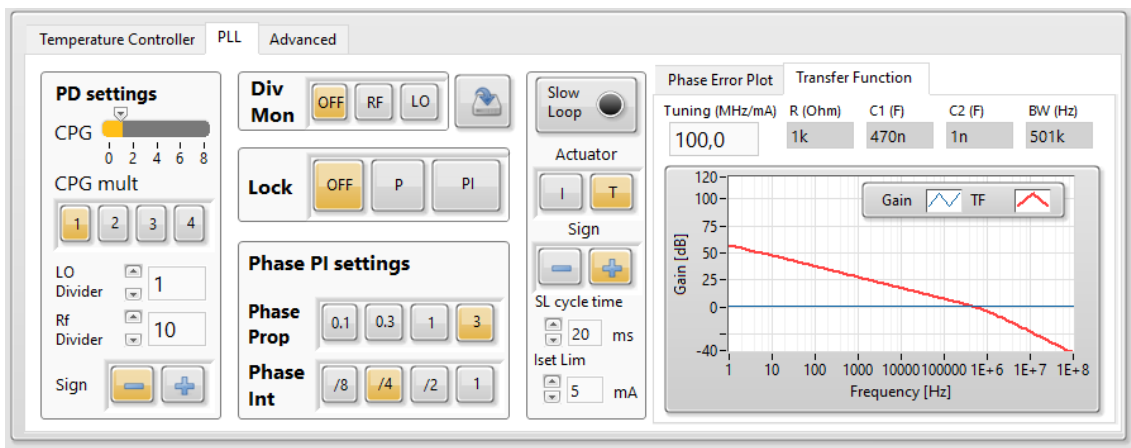 Temperature Controller PLL Advanced
PD settings
CPG
0 2 4 6 8
CPG mult
1 2 3 4
LO
Divider 1
Rf
Divider 10
Sign
Div
Mon OFF RF LO
Lock OFF P PI
Phase PI settings
Phase
Prop 0.1 0.3 1 3
Phase
Int /8 /4 /2 1
Slow
Loop
Actuator
I T
Sign
SL cycle time
20 ms
Iset Lim
5 mA
Phase Error Plot Transfer Function
Tuning (MHz/mA) R (Ohm) C1 (F) C2 (F) BW (Hz)
100,0 1k 470n 1n 501k
Gain TF
Gain [dB]
120
100
75
50
25
0
-40
1 10 100 1000 10000 100000 1E+6 1E+7 1E+8
Frequency [Hz]